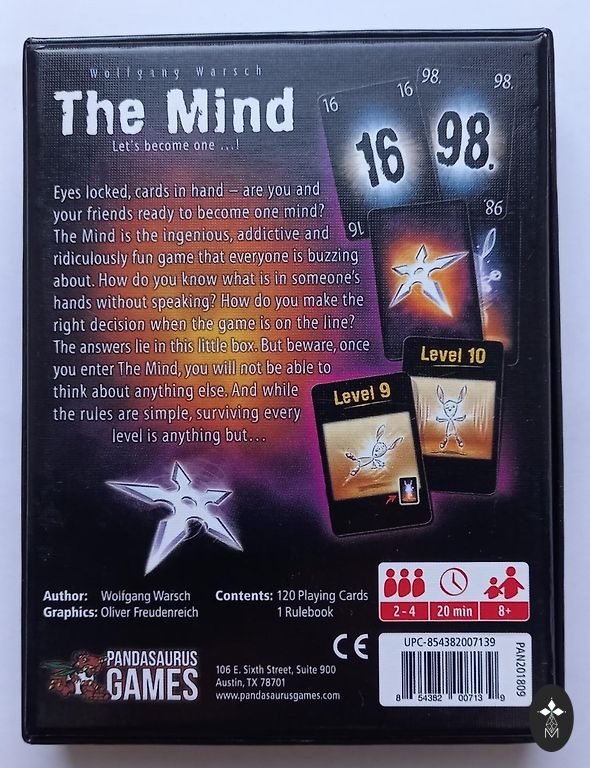 Wolfgang Warsch
The Mind
Let's become one ...!
16
16
16
16
98.
98.
98.
98.
Eyes locked, cards in hand – are you and
your friends ready to become one mind?
The Mind is the ingenious, addictive and
ridiculously fun game that everyone is buzzing
about. How do you know what is in someone's
hands without speaking? How do you make the
right decision when the game is on the line?
The answers lie in this little box. But beware, once
you enter The Mind, you will not be able to
think about anything else. And while
the rules are simple, surviving every
level is anything but...
Level 10
Level 9
Author: Wolfgang Warsch
Graphics: Oliver Freudenreich
Contents: 120 Playing Cards
1 Rulebook
2 - 4
20 min
8+
PANDASAURUS
GAMES
106 E. Sixth Street, Suite 900
Austin, TX 78701
www.pandasaurusgames.com
CE
UPC-854382007139
8 54382 00713 9
PAN201809
M